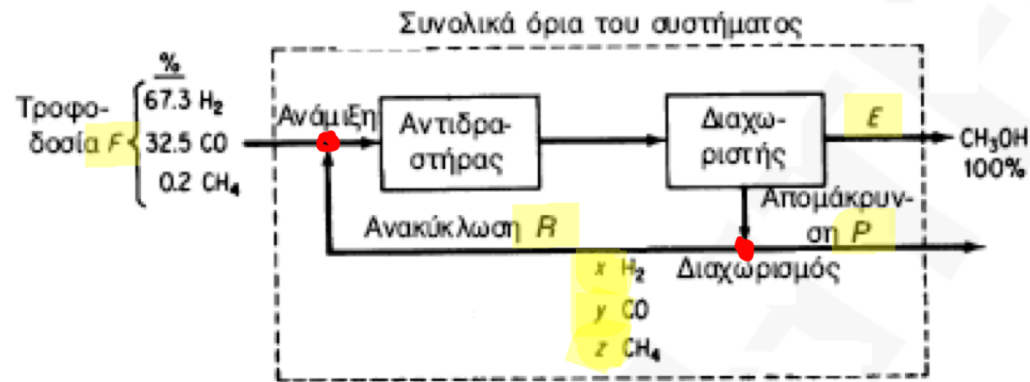 Συνολικά όρια του συστήματος
%
67.3 H₂
32.5 CO
0.2 CH₄
Τροφο-
δοσία F
Ανάμιξη
Αντιδρα-
στήρας
Διαχω-
ριστής
E
CH₃OH
100%
Ανακύκλωση R
Απομάκρυν-
ση P
Διαχωρισμός
x H₂
y CO
z CH₄